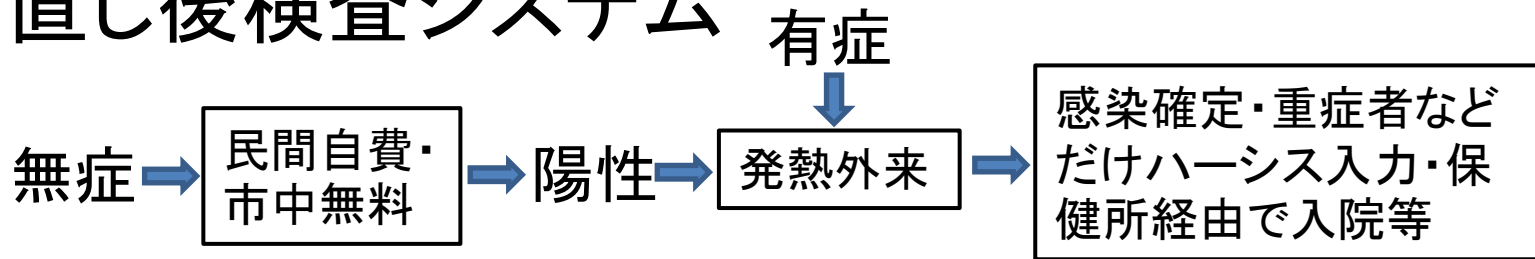 直し後検査システム
有症
無症
民間自費・
市中無料
陽性
発熱外来
感染確定・重症者など
だけハーシス入力・保
健所経由で入院等